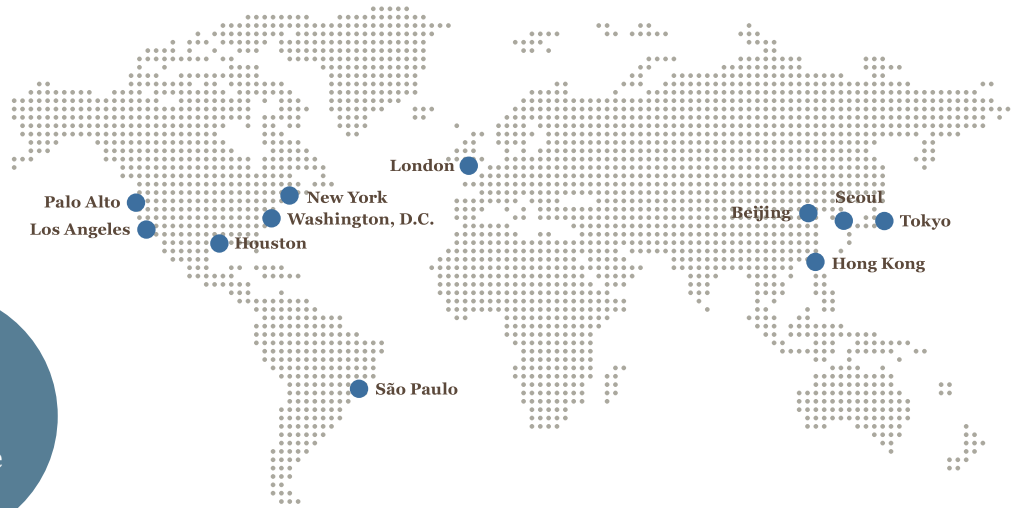 London
Palo Alto
New York
Seoul
Beijing
Washington, D.C.
Tokyo
Los Angeles
Houston
Hong Kong
São Paulo
e